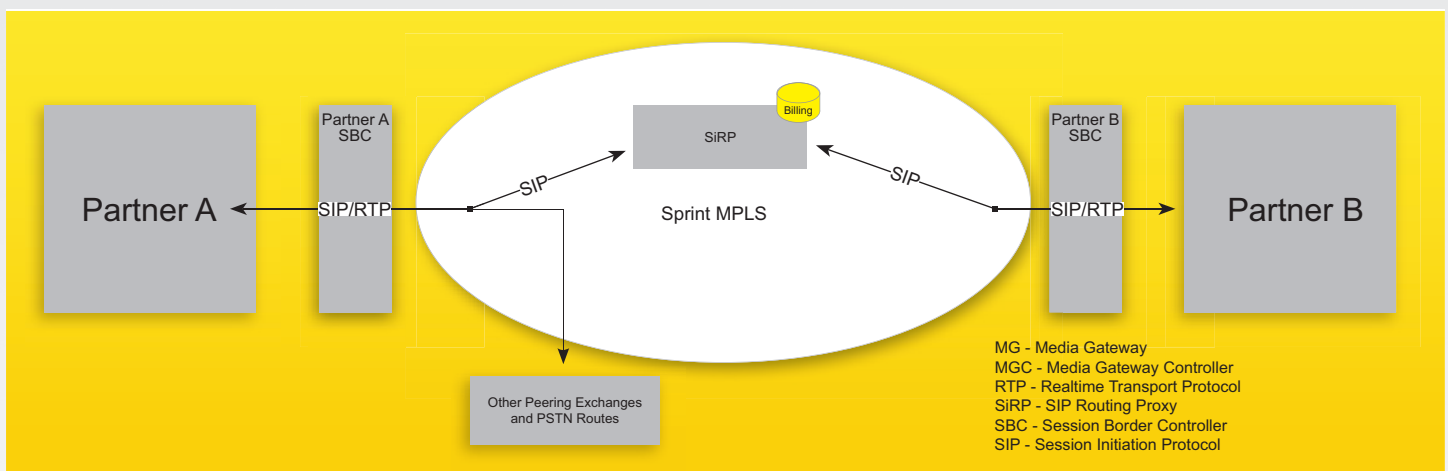 Partner A
Partner A
SBC
SIP/RTP
SIP
SiRP
Billing
Sprint MPLS
SIP
Partner B
SBC
SIP/RTP
Partner B
Other Peering Exchanges
and PSTN Routes
MG - Media Gateway
MGC - Media Gateway Controller
RTP - Realtime Transport Protocol
SiRP - SIP Routing Proxy
SBC - Session Border Controller
SIP - Session Initiation Protocol